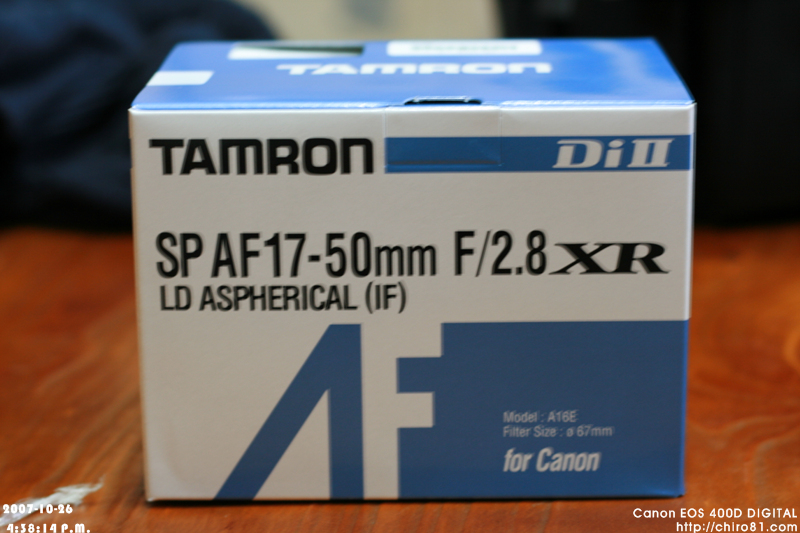 TAMRON
TAMRON Di II
SP AF17-50mm F/2.8 XR
LD ASPHERICAL (IF)
AF
Model : A16E
Filter Size : ø 67mm
for Canon
2007-10-26
4:38:14 P.M.
Canon EOS 400D DIGITAL
http://chiro81.com